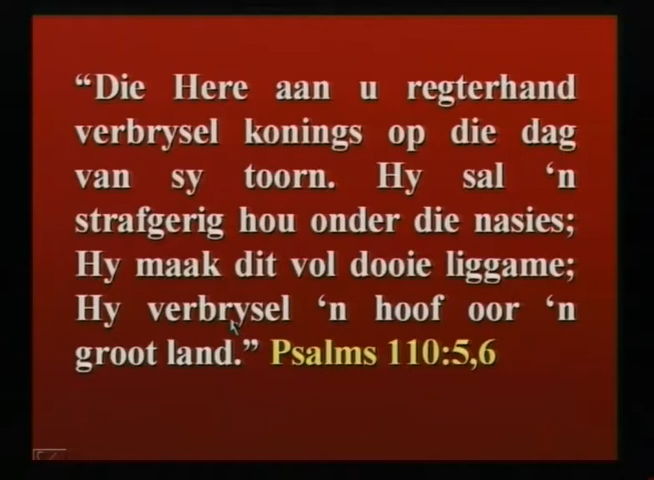 “Die Here aan u regterhand
verbrysel konings op die dag
van sy toorn. Hy sal ‘n
strafgerig hou onder die nasies;
Hy maak dit vol dooie liggame;
Hy verbrysel ‘n hoof oor ‘n
groot land.” Psalms 110:5,6